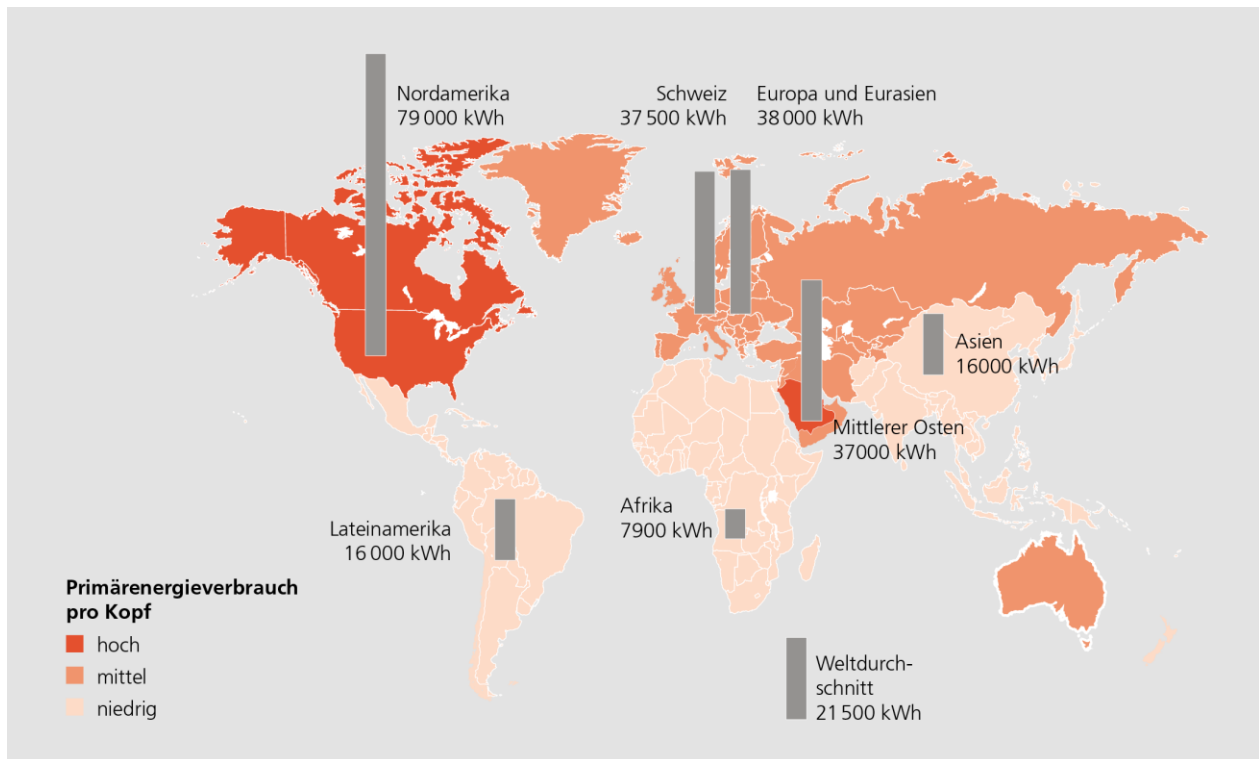 Nordamerika
79 000 kWh
Schweiz
37 500 kWh
Europa und Eurasien
38 000 kWh
Asien
16000 kWh
Mittlerer Osten
37000 kWh
Afrika
7900 kWh
Lateinamerika
16 000 kWh
Primärenergieverbrauch
pro Kopf
hoch
mittel
niedrig
Weltdurch-
schnitt
21 500 kWh